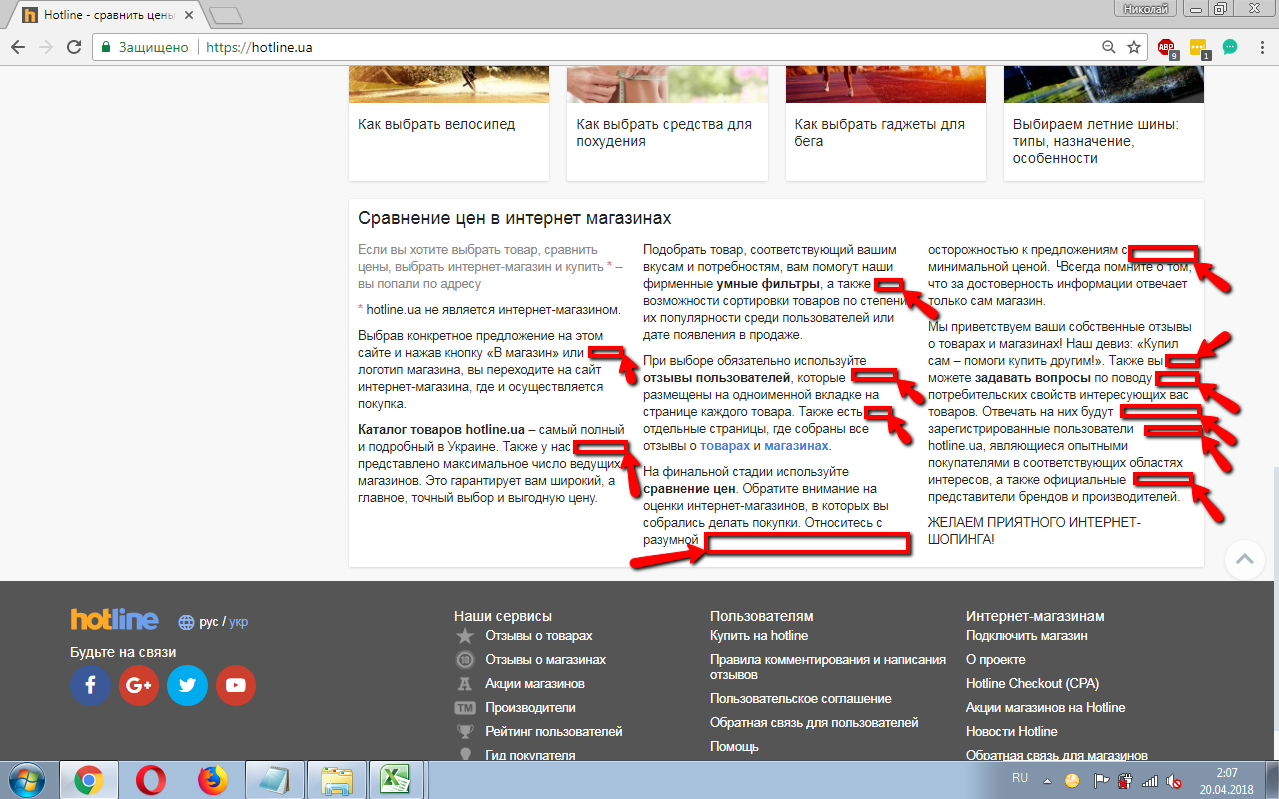 Hotline - сравнить цены
Николай
Защищено
https://hotline.ua
ABP
9
1
Как выбрать велосипед
Как выбрать средства для
похудения
Как выбрать гаджеты для
бега
Выбираем летние шины:
типы, назначение,
особенности
Сравнение цен в интернет магазинах
Если вы хотите выбрать товар, сравнить
цены, выбрать интернет-магазин и купить * –
вы попали по адресу
* hotline.ua не является интернет-магазином.
Выбрав конкретное предложение на этом
сайте и нажав кнопку «В магазин» или
логотип магазина, вы переходите на сайт
интернет-магазина, где и осуществляется
покупка.
Каталог товаров hotline.ua – самый полный
и подробный в Украине. Также у нас
представлено максимальное число ведущих
магазинов. Это гарантирует вам широкий, а
главное, точный выбор и выгодную цену.
Подобрать товар, соответствующий вашим
вкусам и потребностям, вам помогут наши
фирменные умные фильтры, а также
возможности сортировки товаров по степени
их популярности среди пользователей или
дате появления в продаже.
При выборе обязательно используйте
отзывы пользователей, которые
размещены на одноименной вкладке на
странице каждого товара. Также есть
отдельные страницы, где собраны все
отзывы о товарах и магазинах.
На финальной стадии используйте
сравнение цен. Обратите внимание на
оценки интернет-магазинов, в которых вы
собрались делать покупки. Относитесь с
разумной
осторожностью к предложениям с
минимальной ценой. Всегда помните о том,
что за достоверность информации отвечает
только сам магазин.
Мы приветствуем ваши собственные отзывы
о товарах и магазинах! Наш девиз: «Купил
сам – помоги купить другим!». Также вы
можете задавать вопросы по поводу
потребительских свойств интересующих вас
товаров. Отвечать на них будут
зарегистрированные пользователи
hotline.ua, являющиеся опытными
покупателями в соответствующих областях
интересов, а также официальные
представители брендов и производителей.
ЖЕЛАЕМ ПРИЯТНОГО ИНТЕРНЕТ-
ШОПИНГА!
hotline
рус / укр
Будьте на связи
Наши сервисы
Отзывы о товарах
10 Отзывы о магазинах
Акции магазинов
TM Производители
Рейтинг пользователей
Гид покупателя
Пользователям
Купить на hotline
Правила комментирования и написания
отзывов
Пользовательское соглашение
Обратная связь для пользователей
Помощь
Интернет-магазинам
Подключить магазин
О проекте
Hotline Checkout (CPA)
Акции магазинов на Hotline
Новости Hotline
Обратная связь для магазинов
RU
2:07
20.04.2018